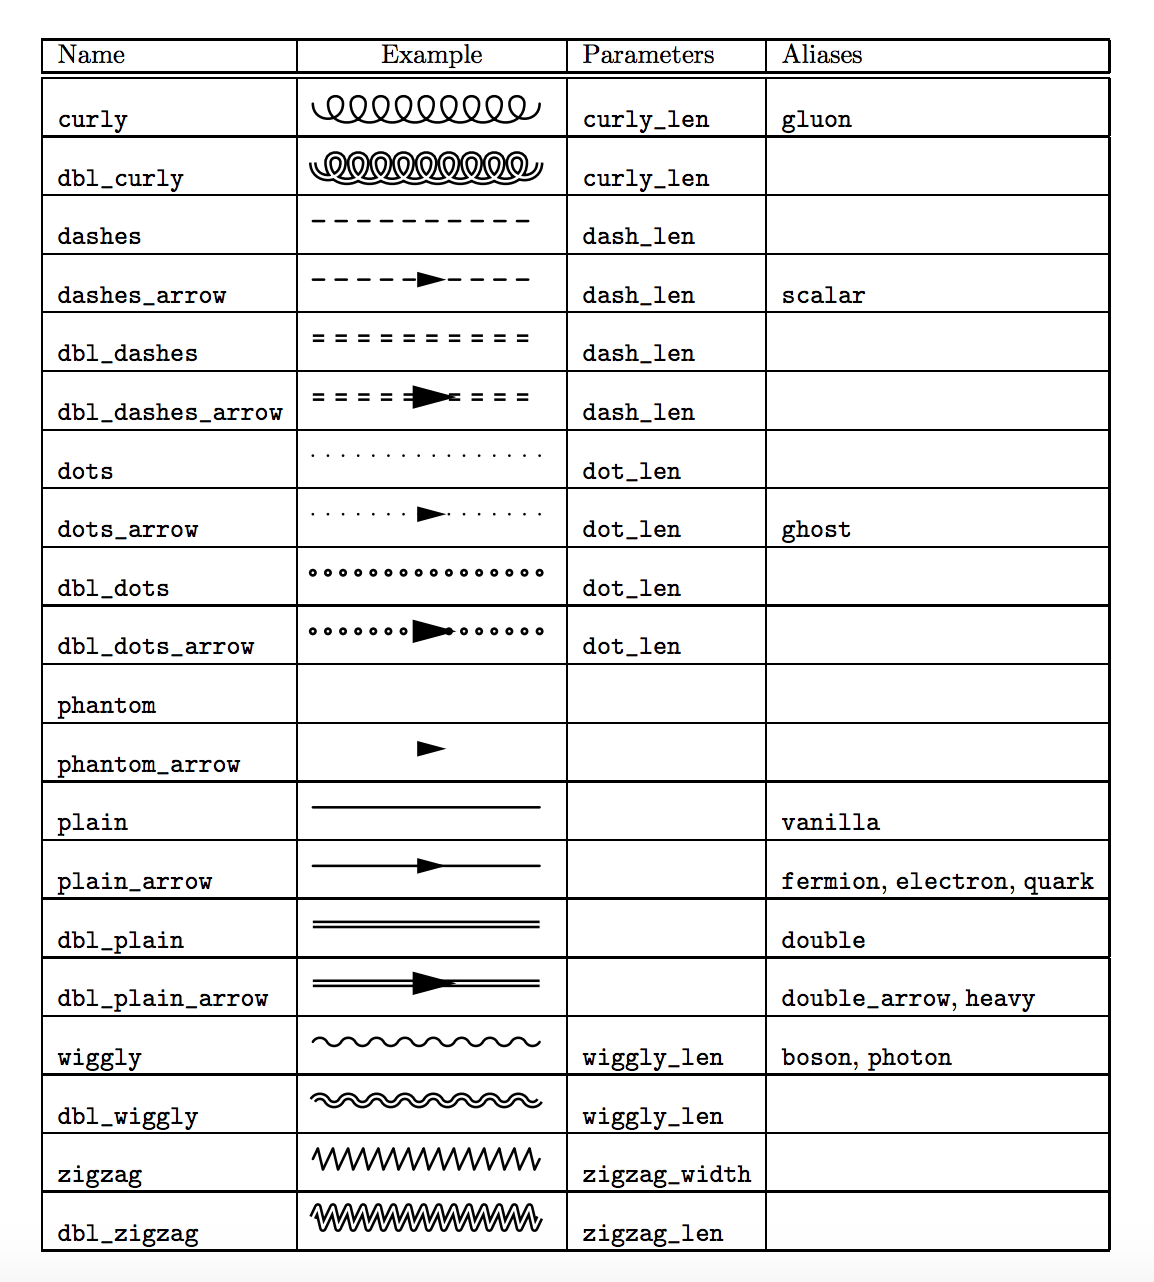 Name Example Parameters Aliases
curly curly_len gluon
dbl_curly curly_len
dashes dash_len
dashes_arrow dash_len scalar
dbl_dashes dash_len
dbl_dashes_arrow dash_len
dots dot_len
dots_arrow dot_len ghost
dbl_dots dot_len
dbl_dots_arrow dot_len
phantom
phantom_arrow
plain vanilla
plain_arrow fermion, electron, quark
dbl_plain double
dbl_plain_arrow double_arrow, heavy
wiggly wiggly_len boson, photon
dbl_wiggly wiggly_len
zigzag zigzag_width
dbl_zigzag zigzag_len